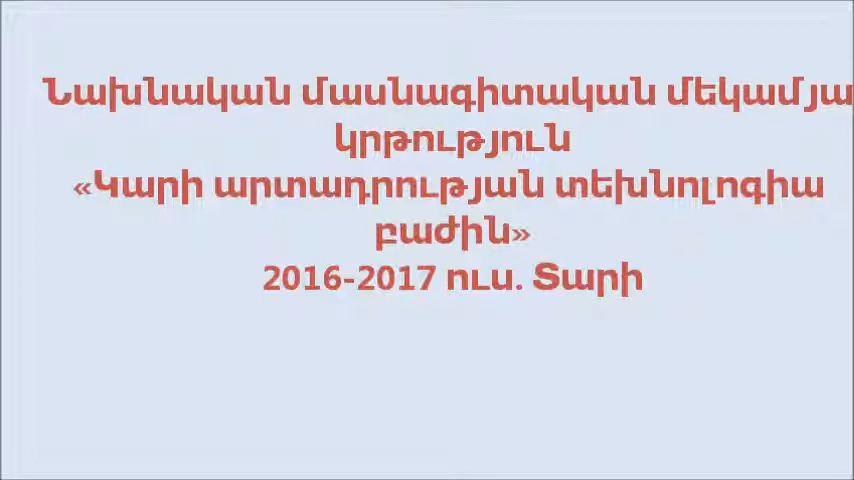 Նախնական մասնագիտական մեկամյա
կրթություն
«Կարի արտադրության տեխնոլոգիա
բաժին»
2016-2017 ուս. Տարի